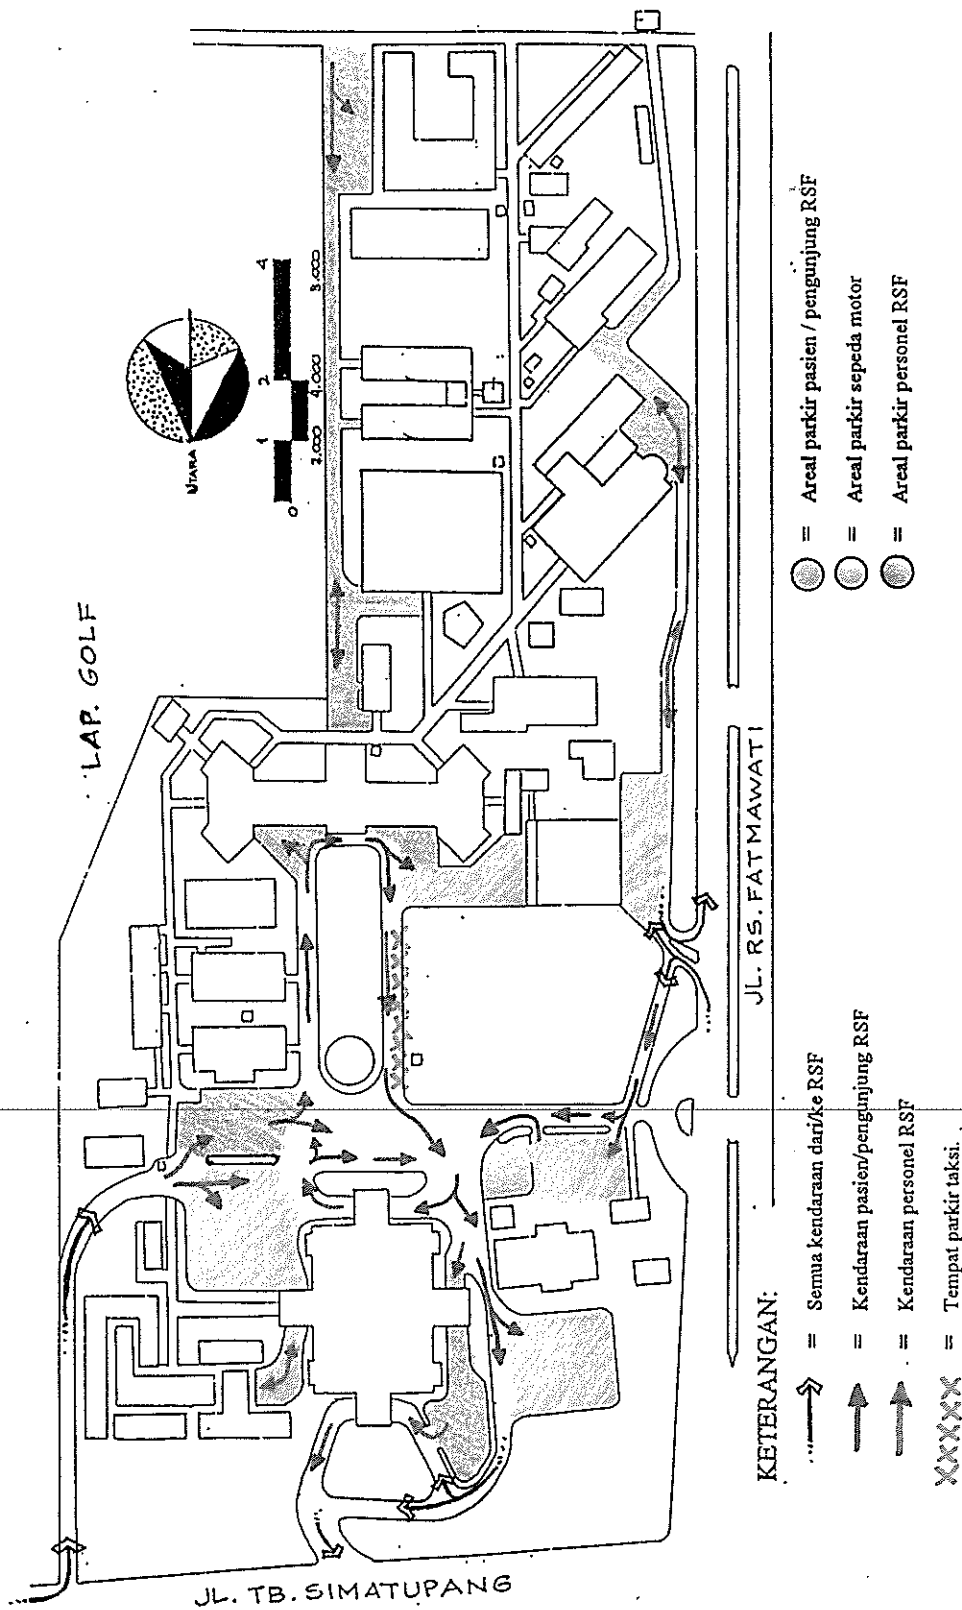 LAP. GOLF
UTARA
0 1 2 4
2.000 4.000 8.000
JL. TB. SIMATUPANG
JL. RS. FATMAWATI
KETERANGAN:
= Semua kendaraan dari/ke RSF
= Kendaraan pasien/pengunjung RSF
= Kendaraan personel RSF
XXXXX = Tempat parkir taksi.
= Areal parkir pasien / pengunjung RSF
= Areal parkir sepeda motor
= Areal parkir personel RSF